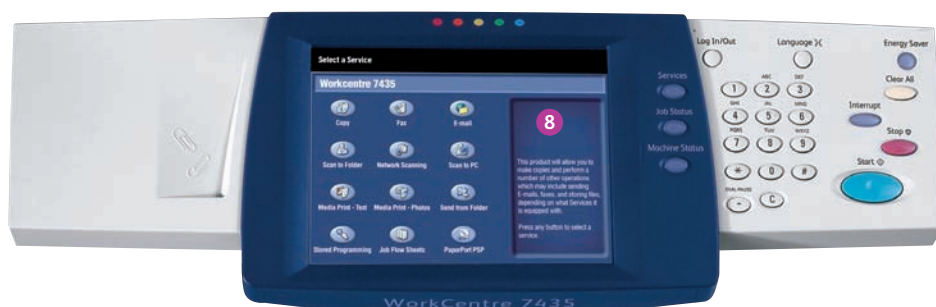 Select a Service
Workcentre 7435
Copy
Fax
E-mail
Scan to Folder
Network Scanning
Scan to PC
Media Print - Text
Media Print - Photos
Send from Folder
Stored Programming
Job Flow Sheets
PaperPort PSP
8
This product will allow you to
make copies and perform a
number of other operations
which may include sending
E-mails, faxes, and storing files,
depending on what Services it
is equipped with.
Press any button to select a
service.
Services
Job Status
Machine Status
WorkCentre 7435
Log In/Out
Language
Energy Saver
Clear All
Interrupt
Stop
Start
1
ABC
2
DEF
3
GHI
4
JKL
5
MNO
6
PQRS
7
TUV
8
WXYZ
9
*
0
#
DIAL PAUSE
-
C